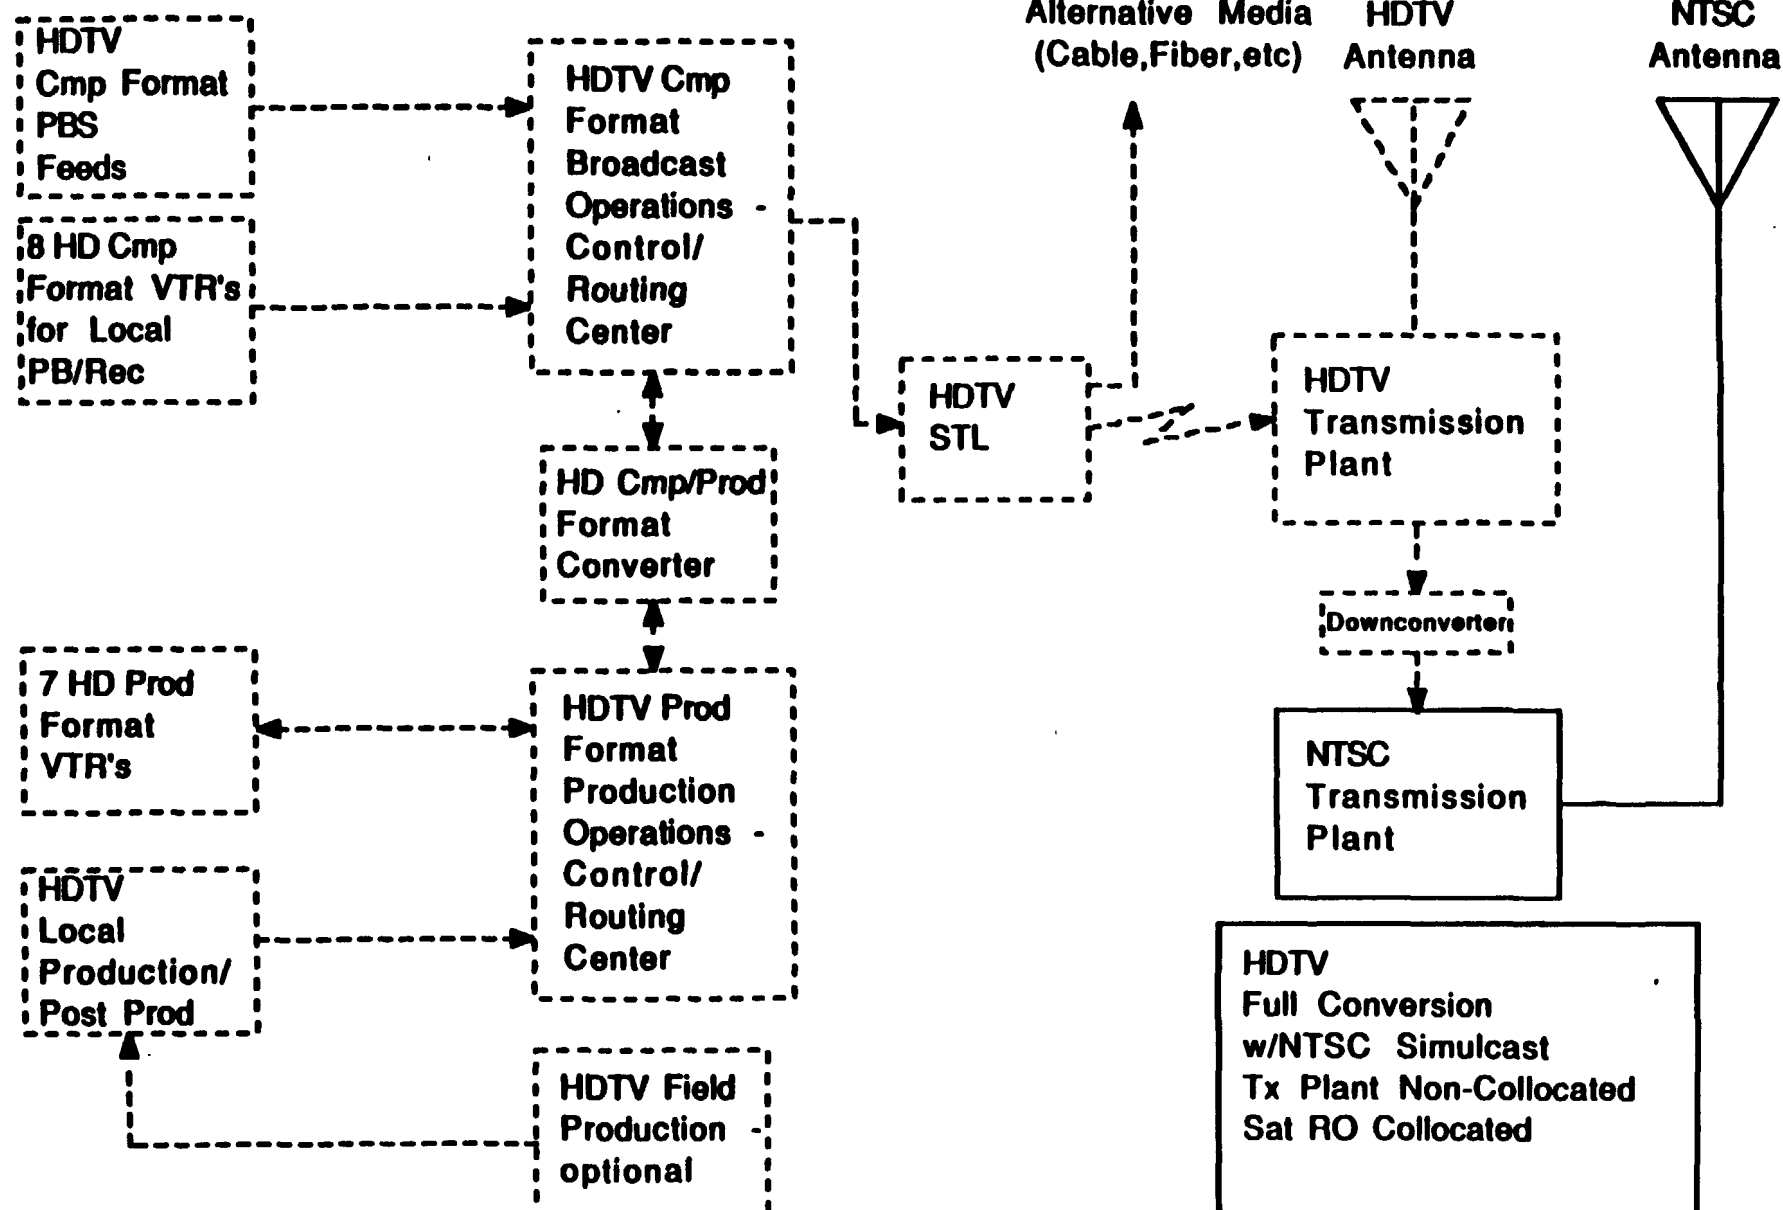 HDTV
Cmp Format
PBS
Feeds
8 HD Cmp
Format VTR's
for Local
PB/Rec
HDTV Cmp
Format
Broadcast
Operations -
Control/
Routing
Center
Alternative Media
(Cable,Fiber,etc)
HDTV
Antenna
NTSC
Antenna
HD Cmp/Prod
Format
Converter
HDTV
STL
HDTV
Transmission
Plant
Downconverter
7 HD Prod
Format
VTR's
HDTV Prod
Format
Production
Operations -
Control/
Routing
Center
NTSC
Transmission
Plant
HDTV
Local
Production/
Post Prod
HDTV Field
Production -
optional
HDTV
Full Conversion
w/NTSC Simulcast
Tx Plant Non-Collocated
Sat RO Collocated